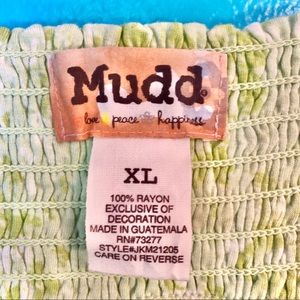 Mudd
love peace happiness
XL
100% RAYON
EXCLUSIVE OF
DECORATION
MADE IN GUATEMALA
RN#73277
STYLE#JKM21205
CARE ON REVERSE